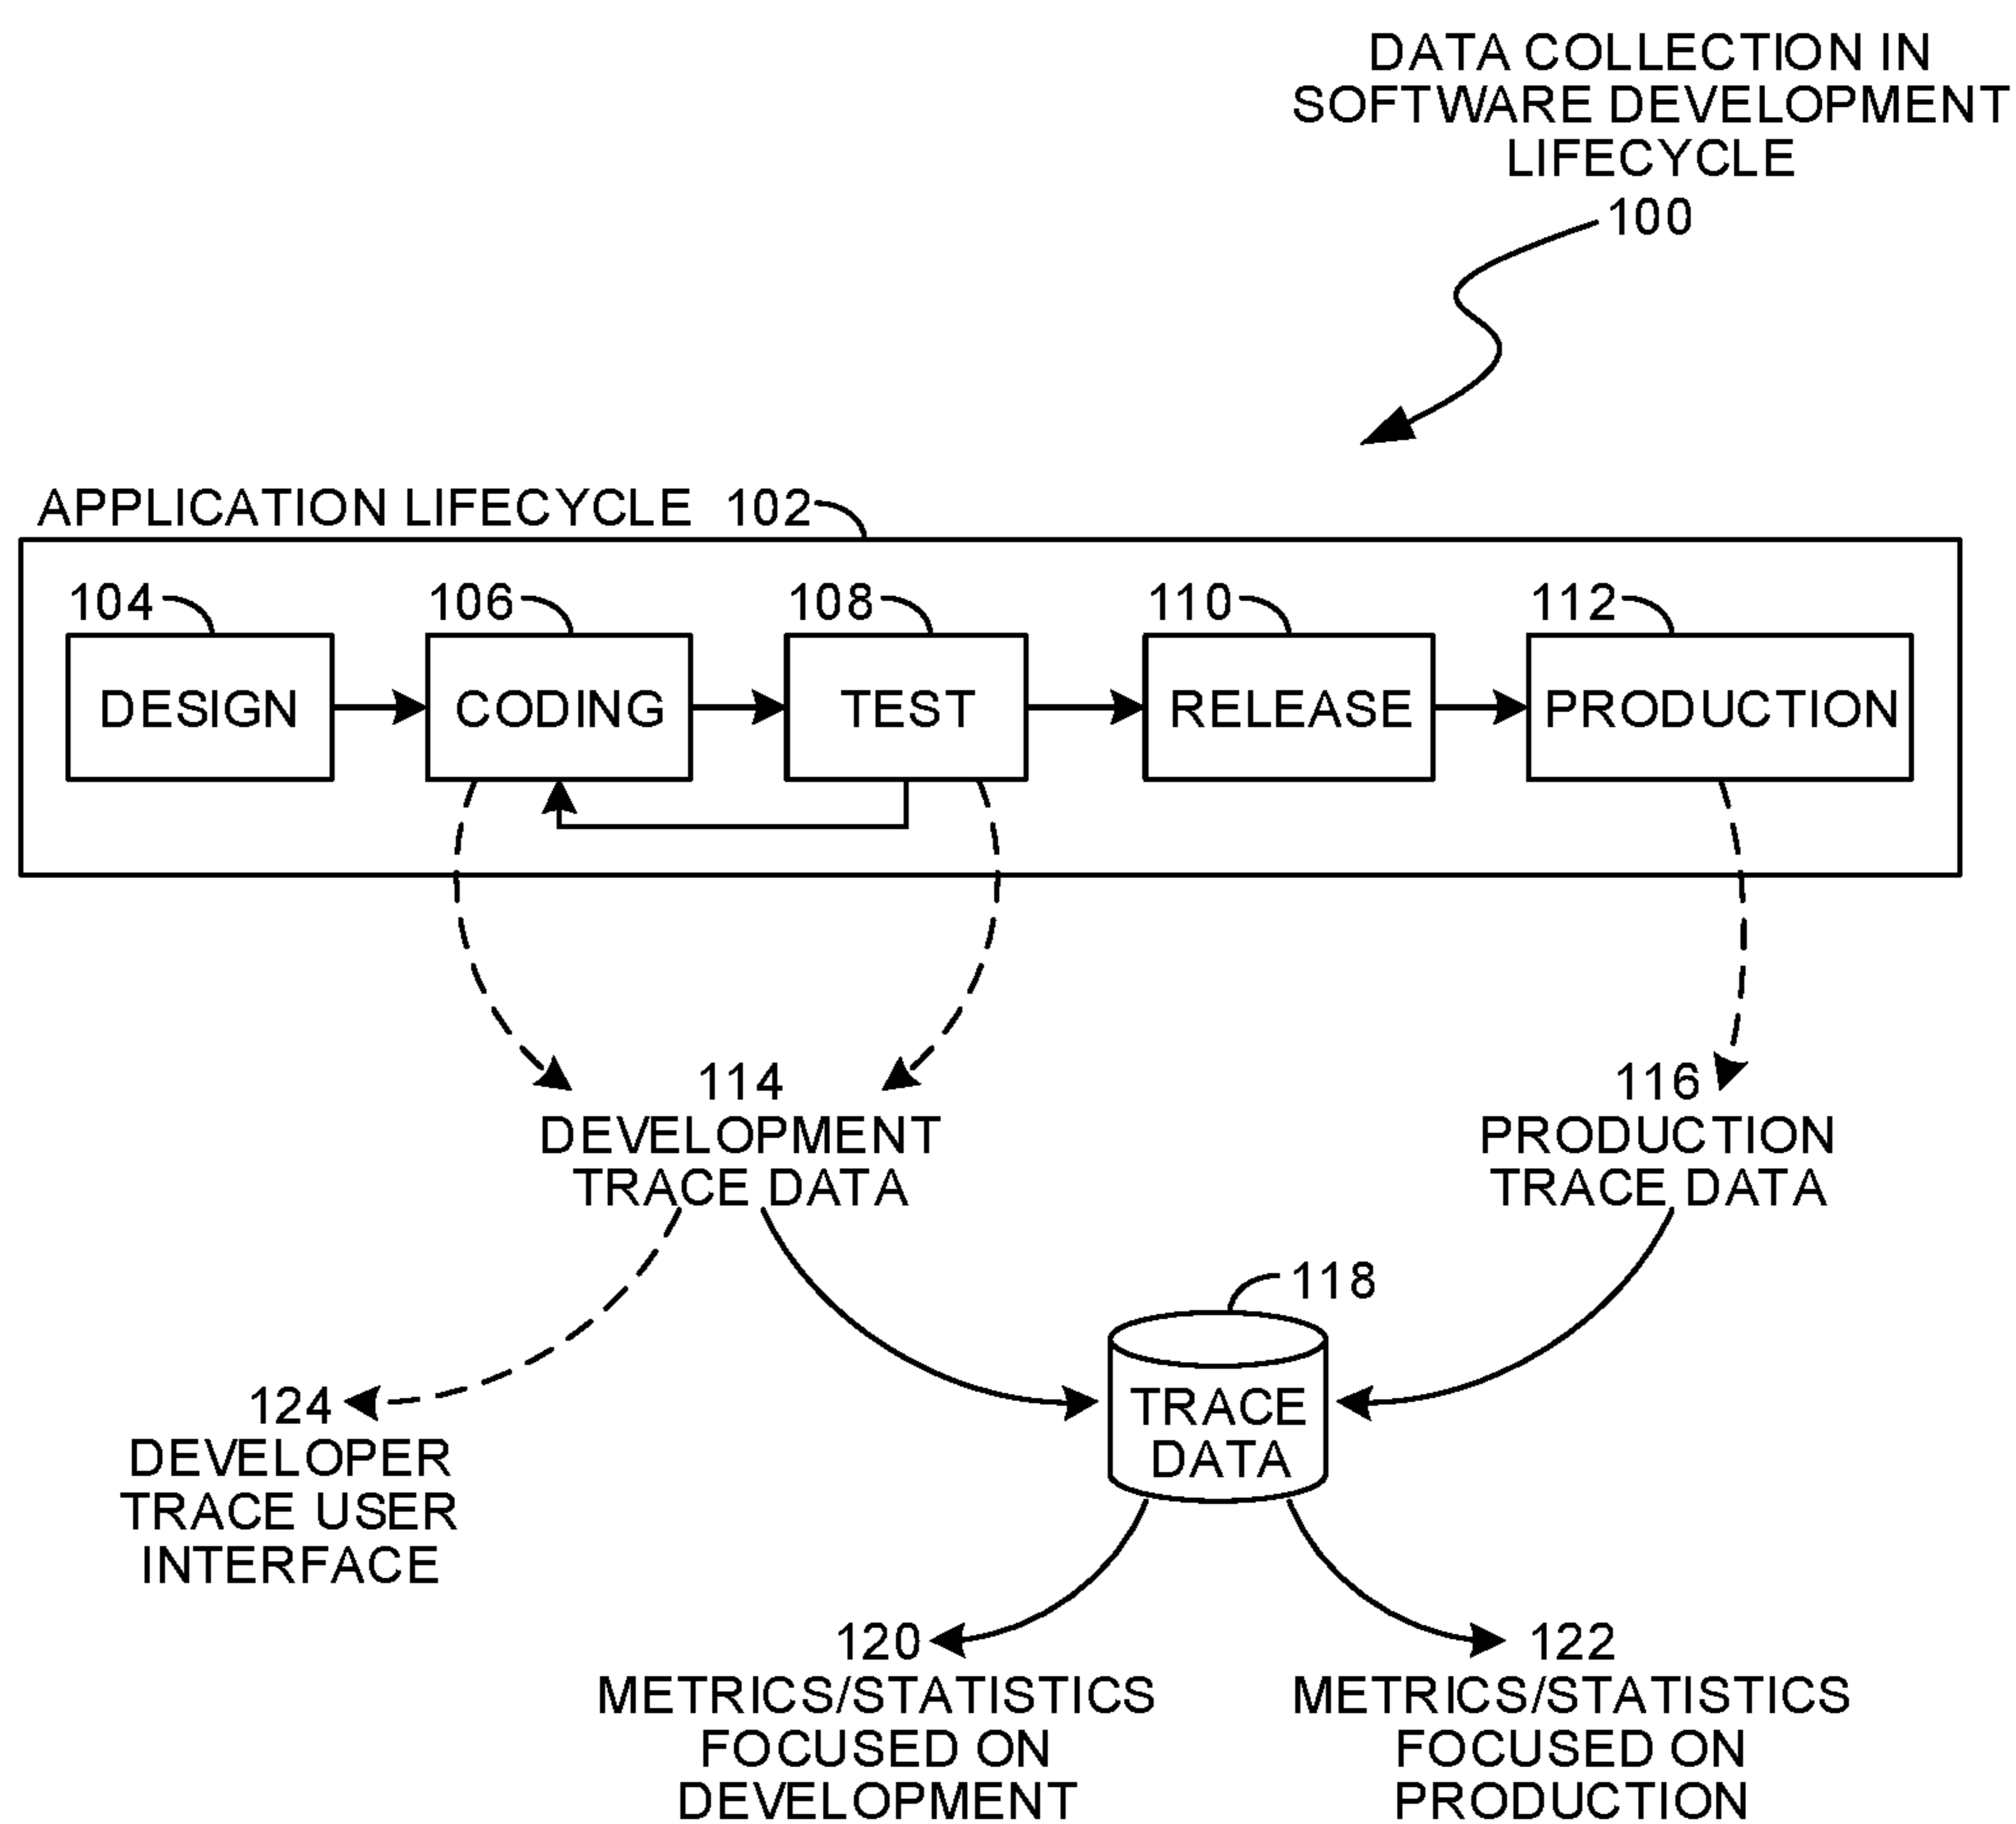 DATA COLLECTION IN
SOFTWARE DEVELOPMENT
LIFECYCLE
100
APPLICATION LIFECYCLE 102
104
106
108
110
112
DESIGN
CODING
TEST
RELEASE
PRODUCTION
114
DEVELOPMENT
TRACE DATA
116
PRODUCTION
TRACE DATA
118
TRACE
DATA
124
DEVELOPER
TRACE USER
INTERFACE
120
METRICS/STATISTICS
FOCUSED ON
DEVELOPMENT
122
METRICS/STATISTICS
FOCUSED ON
PRODUCTION